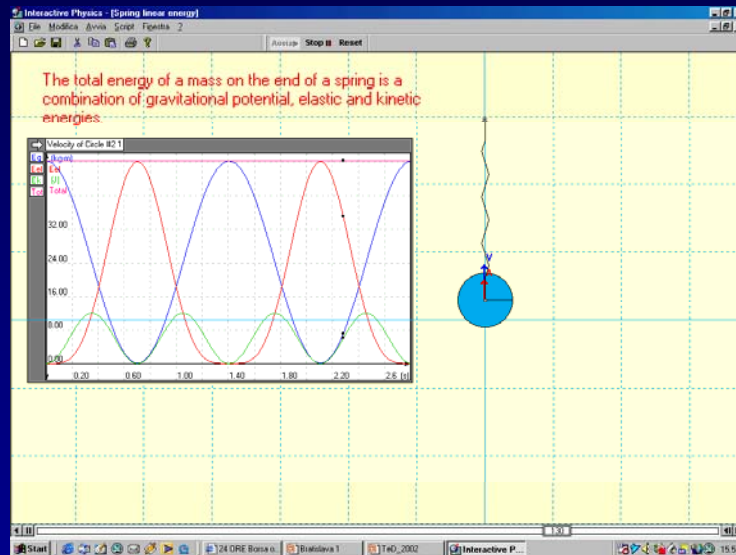 Interactive Physics - [Spring linear energy]
File Modifica Avvia Script Finestra ?
Stop Reset
The total energy of a mass on the end of a spring is a
combination of gravitational potential, elastic and kinetic
energies
Velocity of Circle #2 1
Eel
(J)
Tot Total
32.00
24.00
16.00
8.00
0.00
0.20 0.60 1.00 1.40 1.80 2.20 2.6 (s)
V
Start 24 ORE Borsa o... Bratislava 1 TeD_2002 Interactive P...